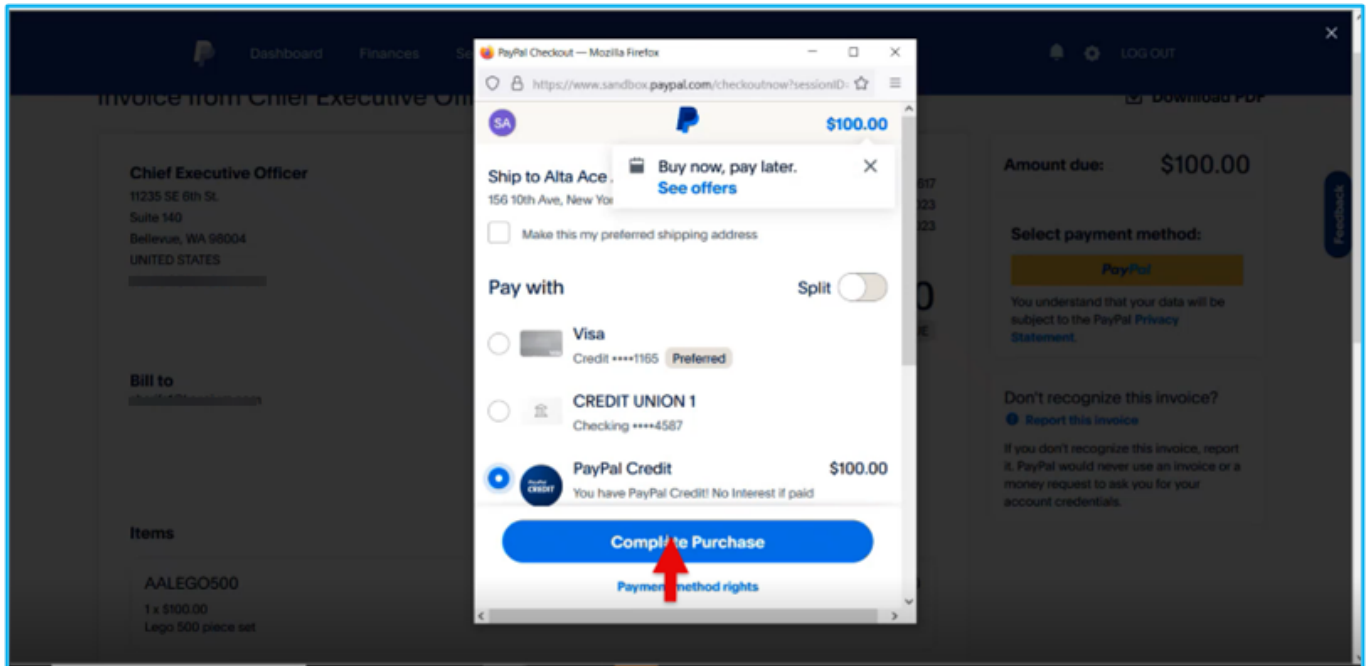 Dashboard Finances Se
LOG OUT
Invoice from Chief Executive Off
Download PDF
Chief Executive Officer
11235 SE 6th St.
Suite 140
Bellevue, WA 98004
UNITED STATES
Bill to
Items
AALEGO500
1 x $100.00
Lego 500 piece set
PayPal Checkout — Mozilla Firefox
https://www.sandbox.paypal.com/checkoutnow?sessionID=
SA
$100.00
Buy now, pay later.
See offers
Ship to Alta Ace
156 10th Ave, New Yor
Make this my preferred shipping address
Pay with
Split
Visa
Credit ••••1165 Preferred
CREDIT UNION 1
Checking ••••4587
PayPal Credit $100.00
PayPal CREDIT
You have PayPal Credit! No Interest if paid
Complete Purchase
Payment method rights
Amount due: $100.00
Select payment method:
PayPal
You understand that your data will be
subject to the PayPal Privacy
Statement.
Don't recognize this invoice?
Report this invoice
If you don't recognize this invoice, report
it. PayPal would never use an invoice or a
money request to ask you for your
account credentials.
Feedback